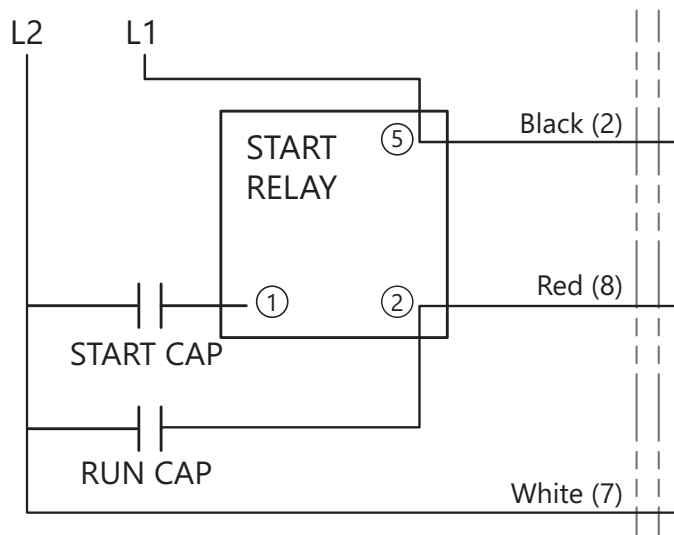 L2
L1
START
RELAY
5
Black (2)
1
2
Red (8)
START CAP
RUN CAP
White (7)